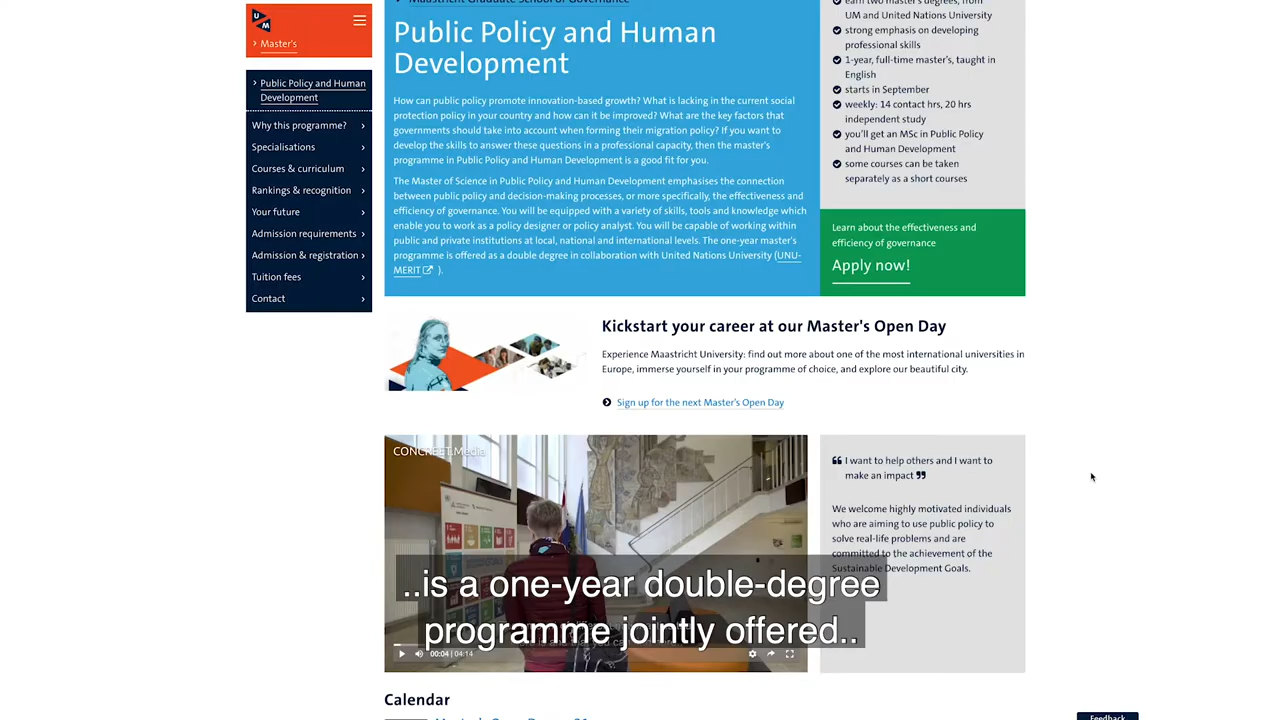 UM
Master's
Public Policy and Human
Development
Why this programme?
Specialisations
Courses & curriculum
Rankings & recognition
Your future
Admission requirements
Admission & registration
Tuition fees
Contact
Maastricht Graduate School of Governance
Public Policy and Human
Development
How can public policy promote innovation-based growth? What is lacking in the current social
protection policy in your country and how can it be improved? What are the key factors that
governments should take into account when forming their migration policy? If you want to
develop the skills to answer these questions in a professional capacity, then the master's
programme in Public Policy and Human Development is a good fit for you.
The Master of Science in Public Policy and Human Development emphasises the connection
between public policy and decision-making processes, or more specifically, the effectiveness and
efficiency of governance. You will be equipped with a variety of skills, tools and knowledge which
enable you to work as a policy designer or policy analyst. You will be capable of working within
public and private institutions at local, national and international levels. The one-year master's
programme is offered as a double degree in collaboration with United Nations University (UNU-
MERIT ).
earn two master's degrees, from
UM and United Nations University
strong emphasis on developing
professional skills
1-year, full-time master's, taught in
English
starts in September
weekly: 14 contact hrs, 20 hrs
independent study
you'll get an MSc in Public Policy
and Human Development
some courses can be taken
separately as a short courses
Learn about the effectiveness and
efficiency of governance
Apply now!
Kickstart your career at our Master's Open Day
Experience Maastricht University: find out more about one of the most international universities in
Europe, immerse yourself in your programme of choice, and explore our beautiful city.
Sign up for the next Master's Open Day
CONCREET.Media
00:04 | 04:14
I want to help others and I want to
make an impact
We welcome highly motivated individuals
who are aiming to use public policy to
solve real-life problems and are
committed to the achievement of the
Sustainable Development Goals.
..is a one-year double-degree
programme jointly offered..
Calendar
Feedback